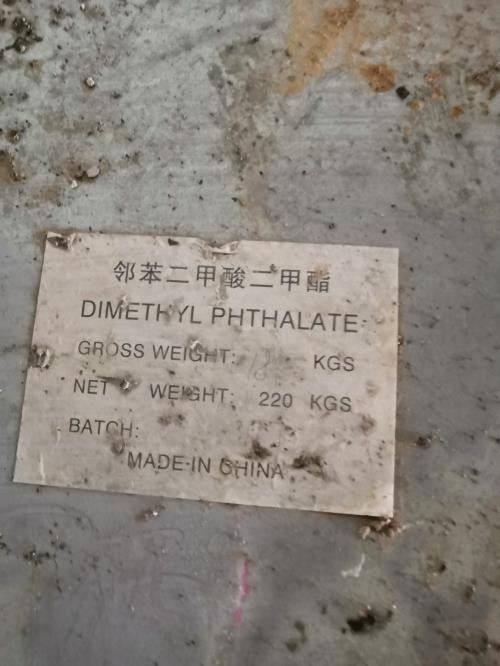 邻苯二甲酸二甲酯
DIMETHYL PHTHALATE
GROSS WEIGHT: KGS
NET WEIGHT: 220 KGS
BATCH:
MADE IN CHINA